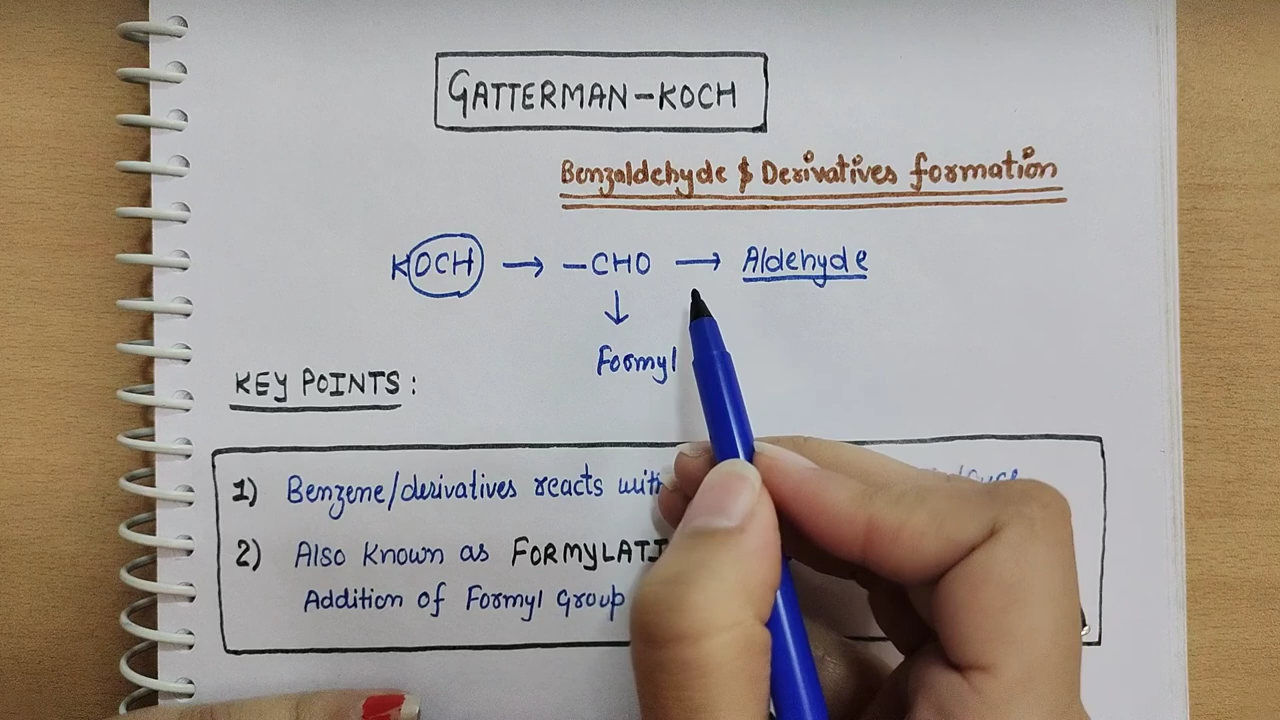 GATTERMAN-KOCH
Benzaldehyde & Derivatives formation
KOCH → -CHO → Aldehyde
↓
Formyl
KEY POINTS:
1) Benzene/derivatives reacts with
2) Also known as
Addition of Formyl Group